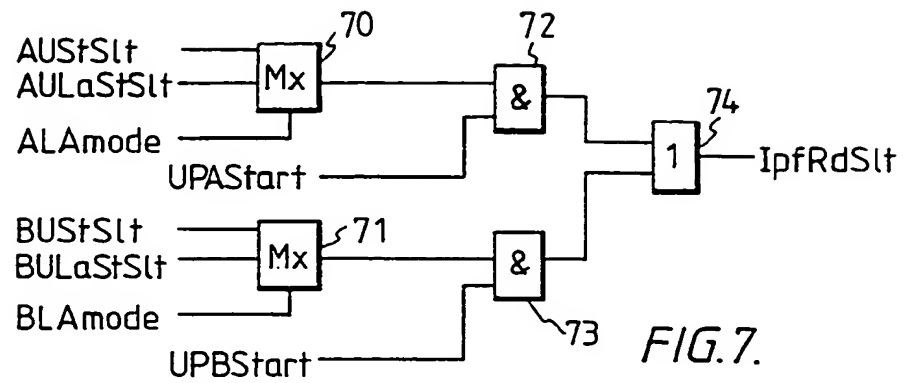 AUStSlt
AULaStSlt
ALAmode
Mx
70
UPAStart
&
72
1
74
IpfRdSlt
BUStSlt
BULaStSlt
BLAmode
Mx
71
UPBStart
&
73
FIG.7.